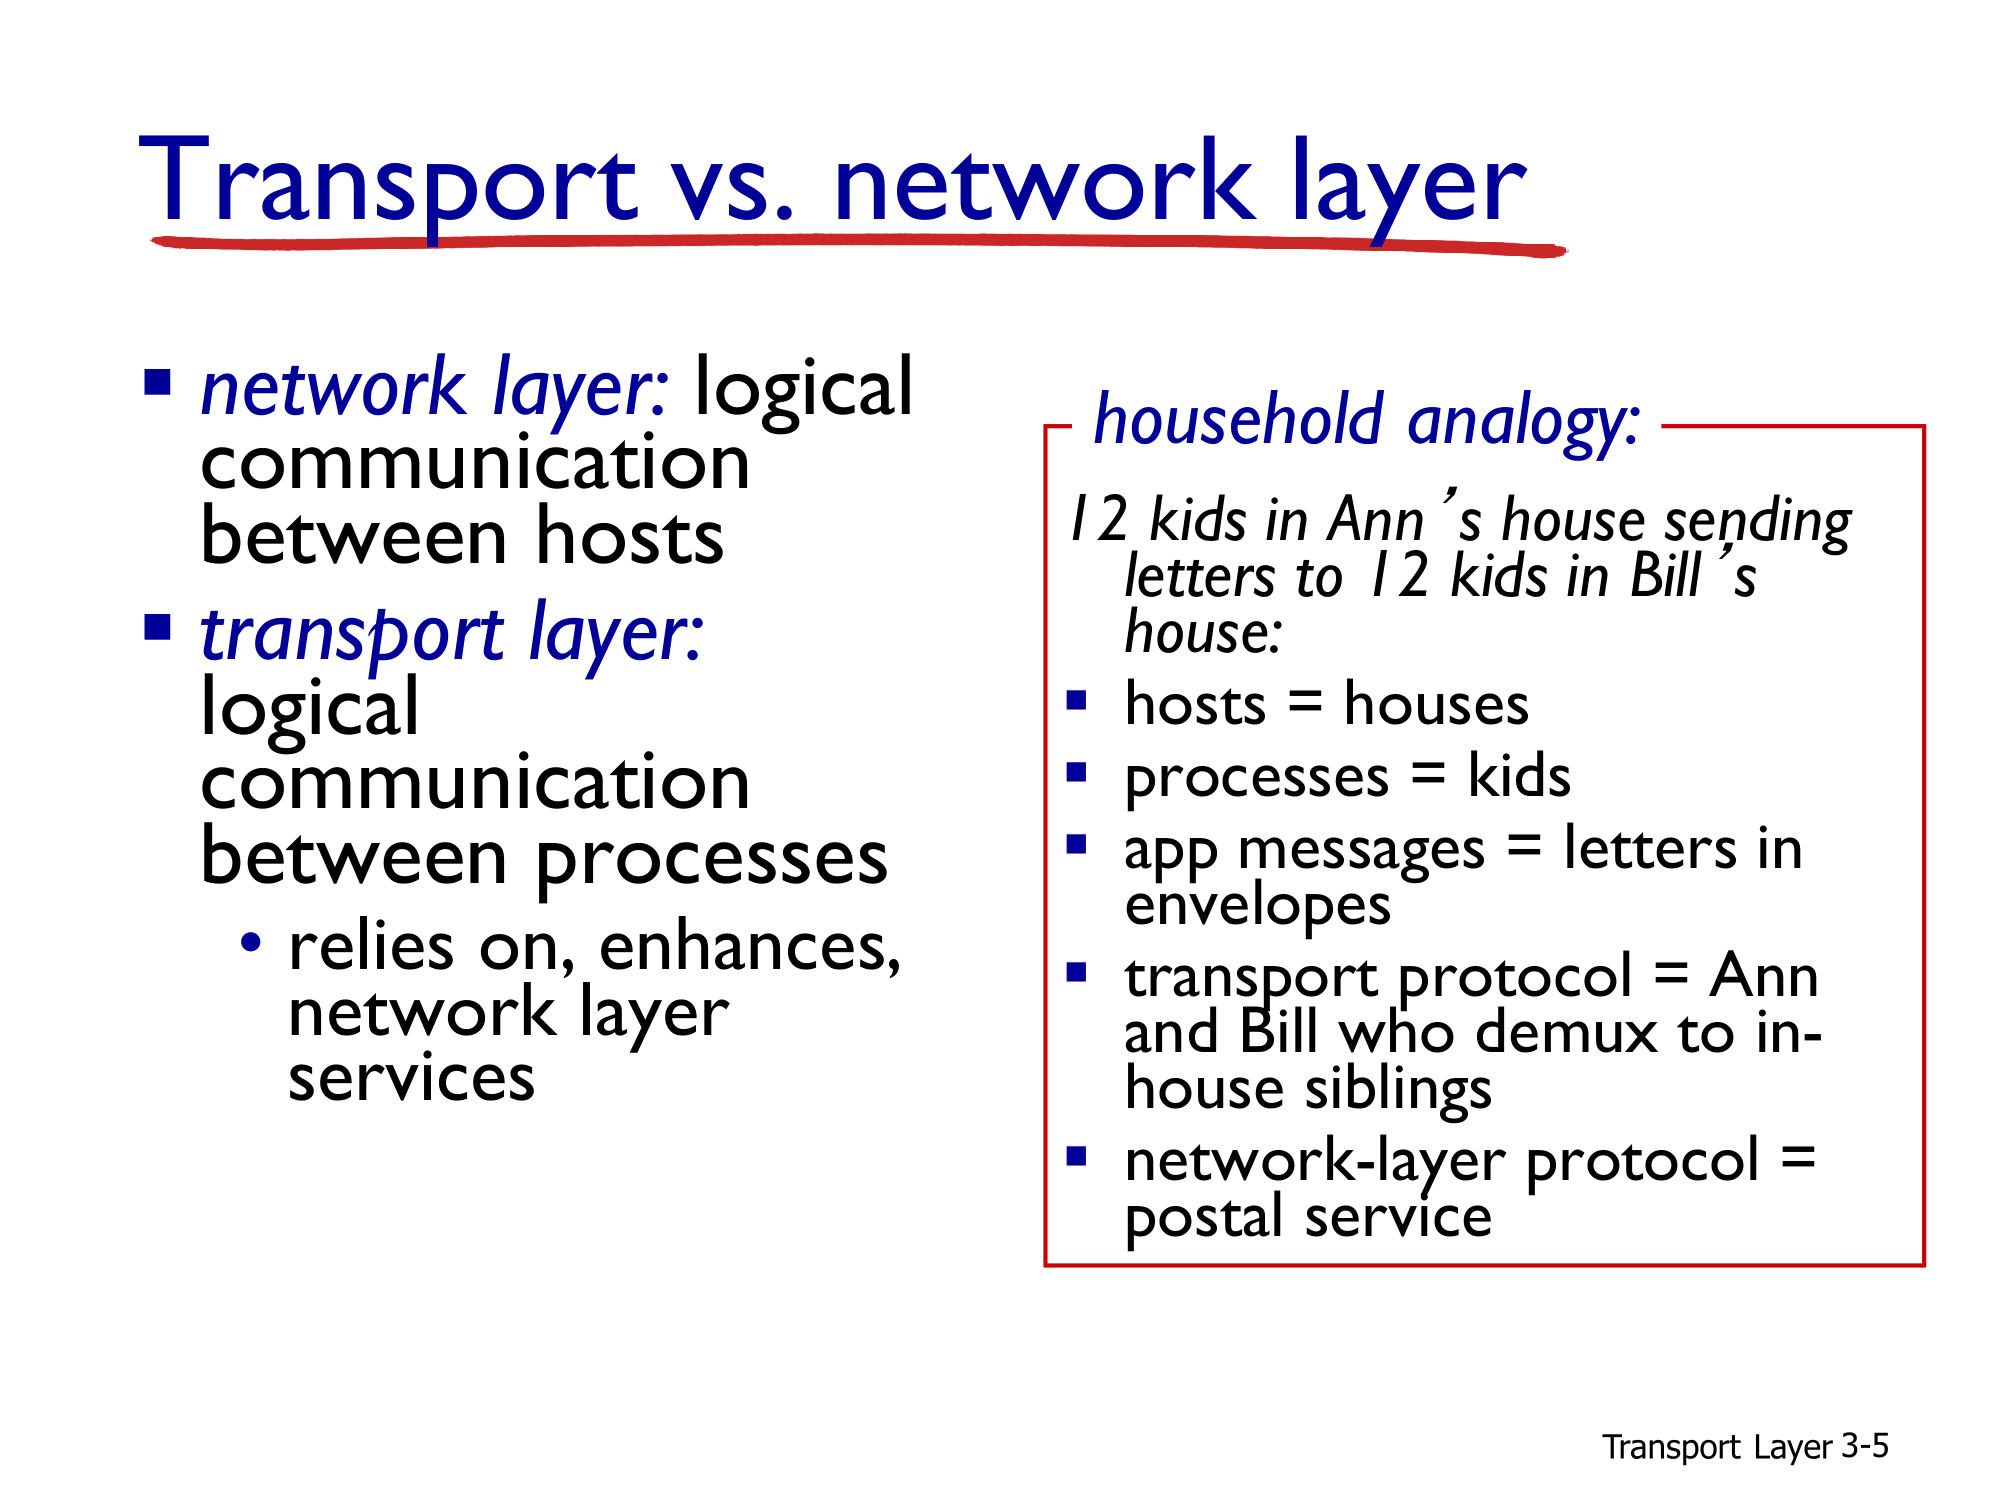 Transport vs. network layer
▪ network layer: logical
communication
between hosts
▪ transport layer:
logical
communication
between processes
• relies on, enhances,
network layer
services
household analogy:
12 kids in Ann’s house sending
letters to 12 kids in Bill’s
house:
▪ hosts = houses
▪ processes = kids
▪ app messages = letters in
envelopes
▪ transport protocol = Ann
and Bill who demux to in-
house siblings
▪ network-layer protocol =
postal service
Transport Layer 3-5